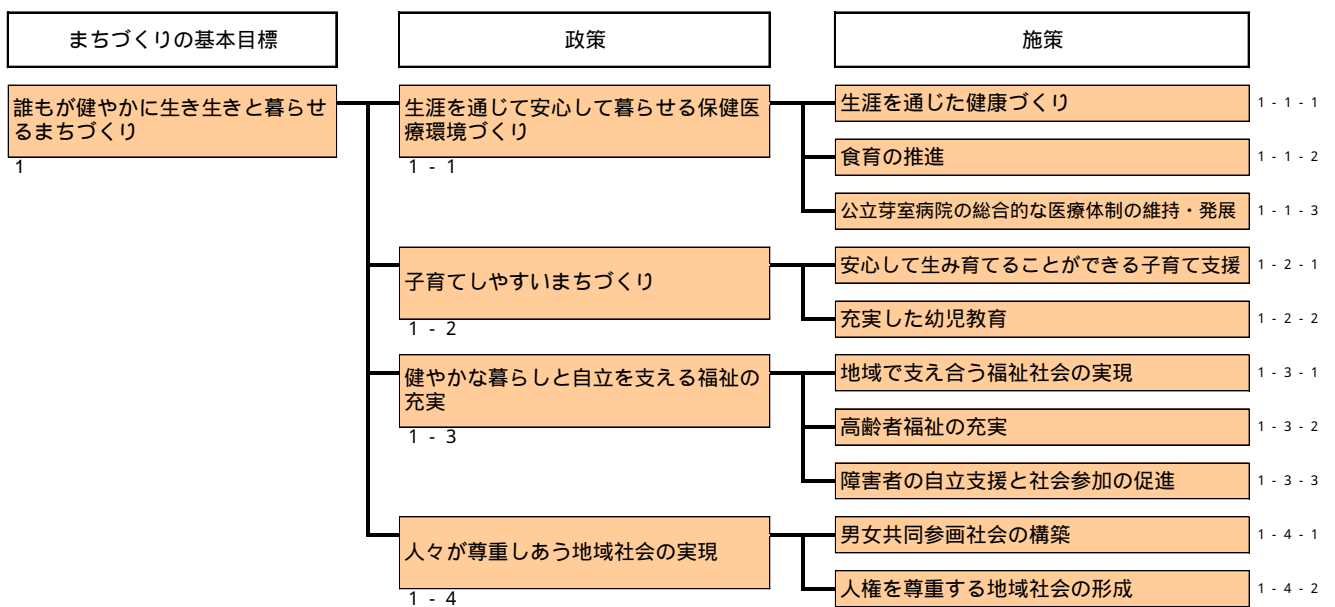 まちづくりの基本目標
政策
施策
誰もが健やかに生き生きと暮らせ
るまちづくり
1
生涯を通じて安心して暮らせる保健医
療環境づくり
1 - 1
生涯を通じた健康づくり
1 - 1 - 1
食育の推進
1 - 1 - 2
公立芽室病院の総合的な医療体制の維持・発展
1 - 1 - 3
子育てしやすいまちづくり
1 - 2
安心して生み育てることができる子育て支援
1 - 2 - 1
充実した幼児教育
1 - 2 - 2
健やかな暮らしと自立を支える福祉の
充実
1 - 3
地域で支え合う福祉社会の実現
1 - 3 - 1
高齢者福祉の充実
1 - 3 - 2
障害者の自立支援と社会参加の促進
1 - 3 - 3
人々が尊重しあう地域社会の実現
1 - 4
男女共同参画社会の構築
1 - 4 - 1
人権を尊重する地域社会の形成
1 - 4 - 2